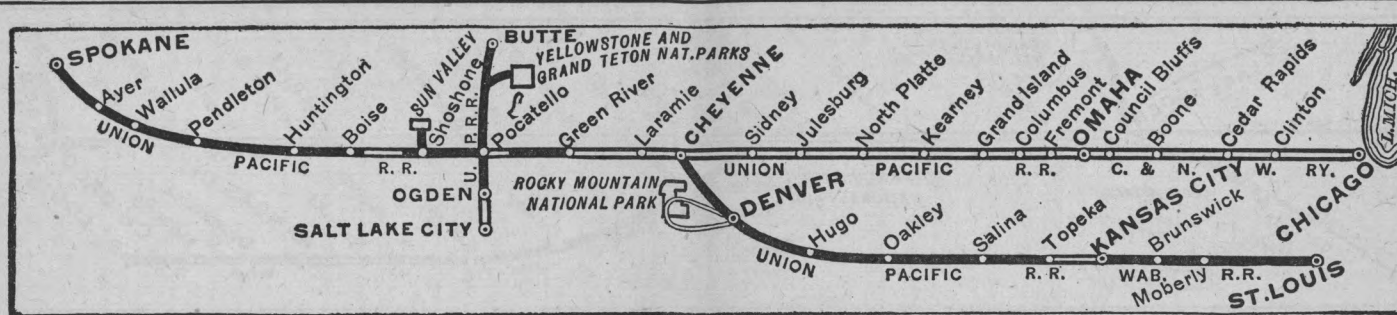 SPOKANE
Ayer
Wallula
Pendleton
Huntington
Boise
SUN VALLEY
Shoshone
UNION
PACIFIC
R. R.
BUTTE
YELLOWSTONE AND
GRAND TETON NAT. PARKS
U. P. R. R.
Pocatello
OGDEN
SALT LAKE CITY
Green River
Laramie
CHEYENNE
Sidney
Julesburg
North Platte
Kearney
Grand Island
Columbus
Fremont
OMAHA
Council Bluffs
Boone
Cedar Rapids
Clinton
CHICAGO
UNION
PACIFIC
R. R.
C. &
N.
W.
RY.
ROCKY MOUNTAIN
NATIONAL PARK
DENVER
Hugo
Oakley
Salina
Topeka
KANSAS CITY
Brunswick
Moberly
ST. LOUIS
UNION
PACIFIC
R. R.
WAB.
R.R.